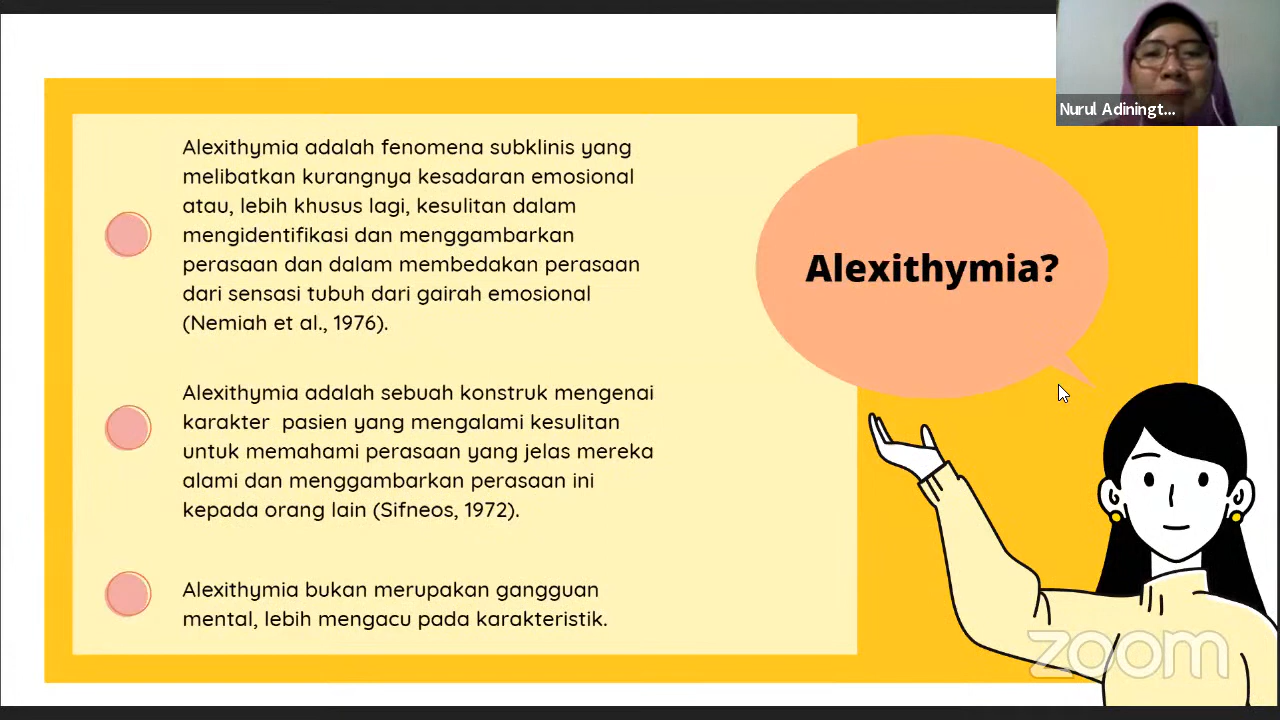 Nurul Adiningt...
Alexithymia adalah fenomena subklinis yang
melibatkan kurangnya kesadaran emosional
atau, lebih khusus lagi, kesulitan dalam
mengidentifikasi dan menggambarkan
perasaan dan dalam membedakan perasaan
dari sensasi tubuh dari gairah emosional
(Nemiah et al., 1976).
Alexithymia adalah sebuah konstruk mengenai
karakter pasien yang mengalami kesulitan
untuk memahami perasaan yang jelas mereka
alami dan menggambarkan perasaan ini
kepada orang lain (Sifneos, 1972).
Alexithymia bukan merupakan gangguan
mental, lebih mengacu pada karakteristik.
Alexithymia?
zoom